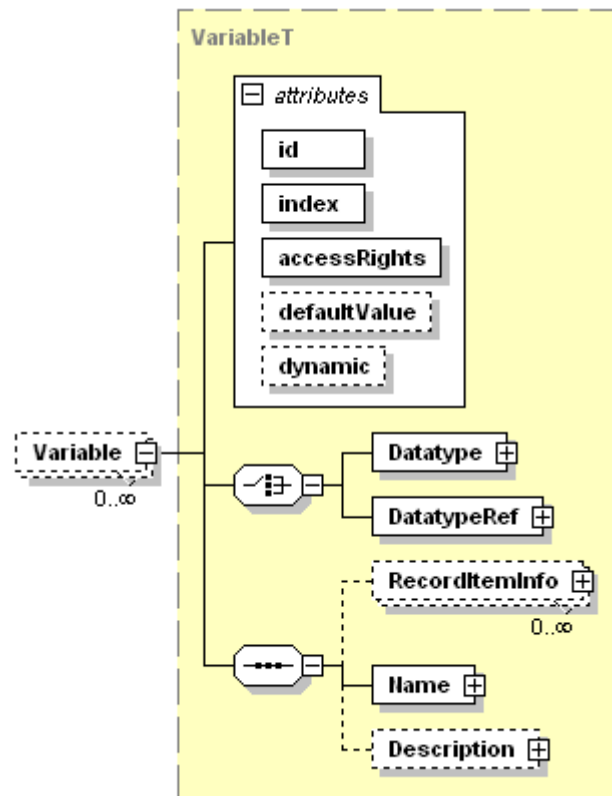 VariableT
attributes
id
index
accessRights
defaultValue
dynamic
Variable
0..∞
Datatype
DatatypeRef
RecordItemInfo
0..∞
Name
Description